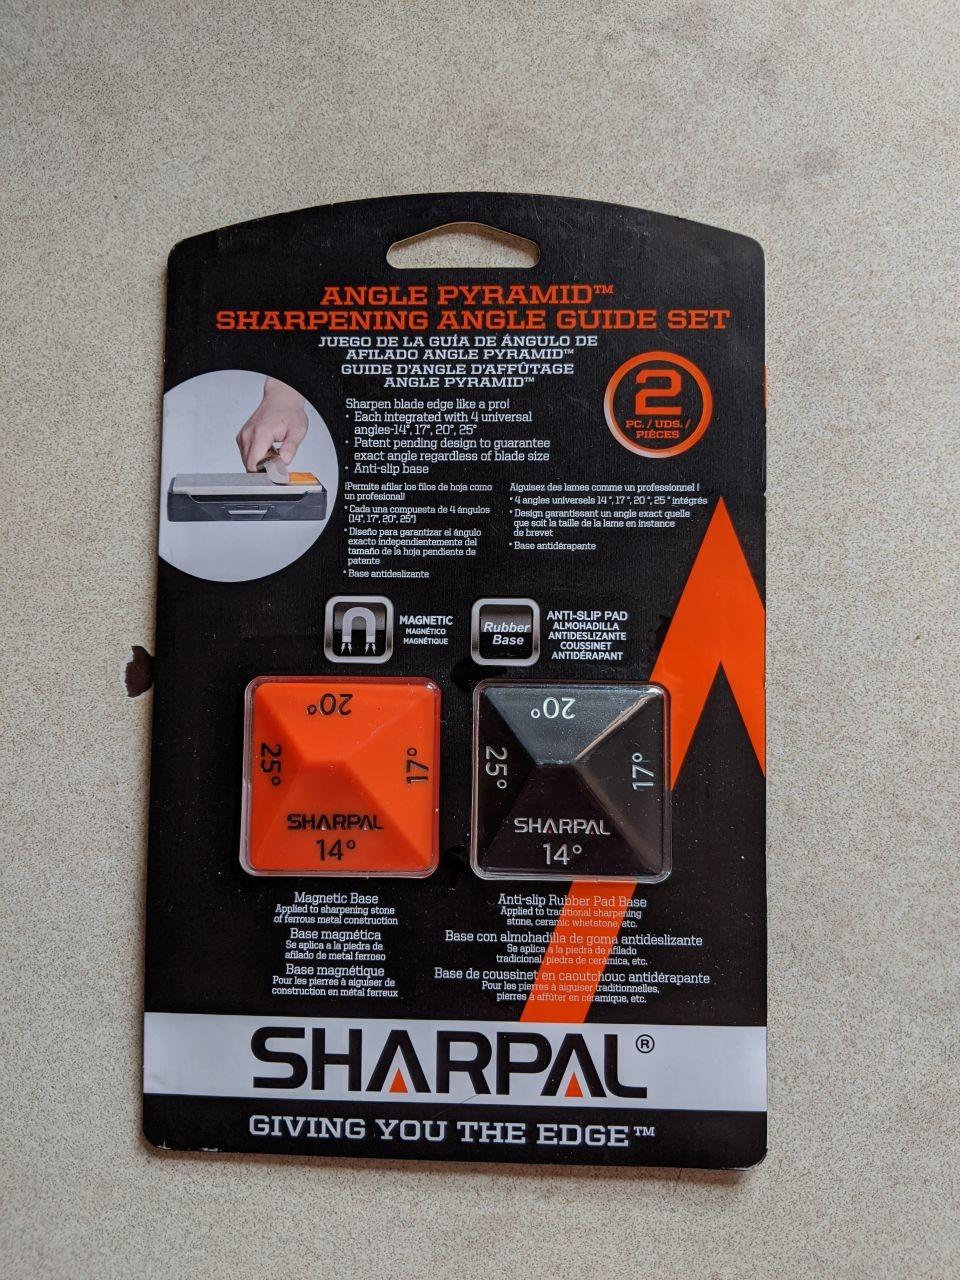 ANGLE PYRAMID™
SHARPENING ANGLE GUIDE SET
JUEGO DE LA GUÍA DE ÁNGULO DE
AFILADO ANGLE PYRAMID™
GUIDE D'ANGLE D'AFFÛTAGE
ANGLE PYRAMID™
2
PC. / UDS. /
PIÈCES
Sharpen blade edge like a pro!
• Each integrated with 4 universal
angles-14°, 17°, 20°, 25°
• Patent pending design to guarantee
exact angle regardless of blade size
• Anti-slip base
¡Permite afilar los filos de hoja como
un profesional!
• Cada una compuesta de 4 ángulos
(14°, 17°, 20°, 25°)
• Diseño para garantizar el ángulo
exacto independientemente del
tamaño de la hoja pendiente de
patente
• Base antideslizante
Aiguisez des lames comme un professionnel !
• 4 angles universels 14 °, 17 °, 20 °, 25 ° intégrés
• Design garantissant un angle exact quelle
que soit la taille de la lame en instance
de brevet
• Base antidérapante
MAGNETIC
MAGNÉTICO
MAGNÉTIQUE
Rubber
Base
ANTI-SLIP PAD
ALMOHADILLA
ANTIDESLIZANTE
COUSSINET
ANTIDÉRAPANT
20°
25°
17°
SHARPAL
14°
20°
25°
17°
SHARPAL
14°
Magnetic Base
Applied to sharpening stone
of ferrous metal construction
Base magnética
Se aplica a la piedra de
afilado de metal ferroso
Base magnétique
Pour les pierres à aiguiser de
construction en métal ferreux
Anti-slip Rubber Pad Base
Applied to traditional sharpening
stone, ceramic whetstone, etc.
Base con almohadilla de goma antideslizante
Se aplica a la piedra de afilado
tradicional, piedra de cerámica, etc.
Base de coussinet en caoutchouc antidérapante
Pour les pierres à aiguiser traditionnelles,
pierres à affûter en céramique, etc.
SHARPAL®
GIVING YOU THE EDGE™